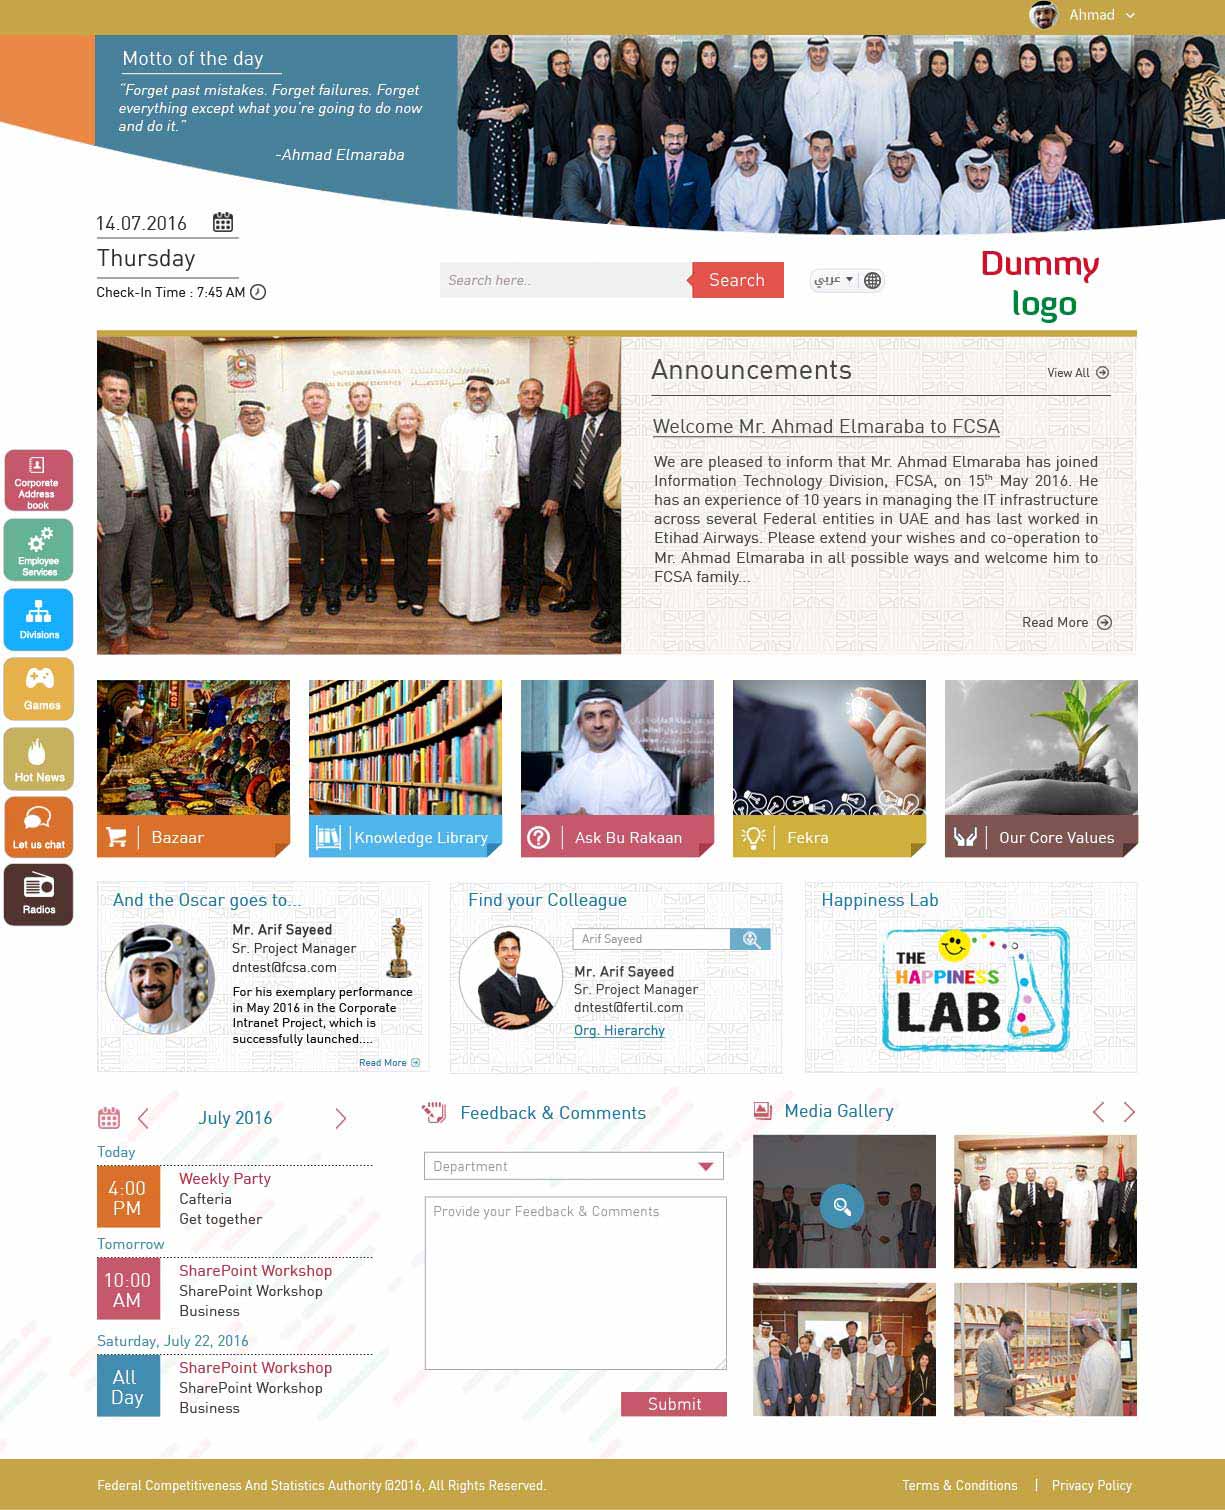 Ahmad
Motto of the day
“Forget past mistakes. Forget failures. Forget
everything except what you’re going to do now
and do it.”
-Ahmad Elmaraba
14.07.2016
Thursday
Check-In Time : 7:45 AM
Search here..
Search
عربي
Dummy
logo
UNITED ARAB EMIRATES
Announcements
View All
Welcome Mr. Ahmad Elmaraba to FCSA
We are pleased to inform that Mr. Ahmad Elmaraba has joined
Information Technology Division, FCSA, on 15th May 2016. He
has an experience of 10 years in managing the IT infrastructure
across several Federal entities in UAE and has last worked in
Etihad Airways. Please extend your wishes and co-operation to
Mr. Ahmad Elmaraba in all possible ways and welcome him to
FCSA family...
Read More
Corporate
Address
book
Employee
Services
Divisions
Games
Hot News
Let us chat
Radios
Bazaar
Knowledge Library
Ask Bu Rakaan
Fekra
Our Core Values
And the Oscar goes to...
Mr. Arif Sayeed
Sr. Project Manager
dntest@fcsa.com
For his exemplary performance
in May 2016 in the Corporate
Intranet Project, which is
successfully launched....
Read More
Find your Colleague
Arif Sayeed
Mr. Arif Sayeed
Sr. Project Manager
dntest@fertil.com
Org. Hierarchy
Happiness Lab
THE
HAPPINESS
LAB
July 2016
Today
4:00
PM
Weekly Party
Cafteria
Get together
Tomorrow
10:00
AM
SharePoint Workshop
SharePoint Workshop
Business
Saturday, July 22, 2016
All
Day
SharePoint Workshop
SharePoint Workshop
Business
Feedback & Comments
Department
Provide your Feedback & Comments
Submit
Media Gallery
Federal Competitiveness And Statistics Authority @2016, All Rights Reserved.
Terms & Conditions | Privacy Policy